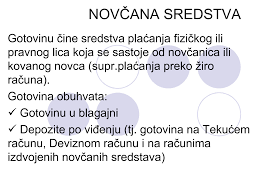 NOVČANA SREDSTVA
Gotovinu čine sredstva plaćanja fizičkog ili
pravnog lica koja se sastoje od novčanica ili
kovanog novca (supr.plaćanja preko žiro
računa).
Gotovina obuhvata:
✓ Gotovinu u blagajni
✓ Depozite po viđenju (tj. gotovina na Tekućem
računu, Deviznom računu i na računima
izdvojenih novčanih sredstava)